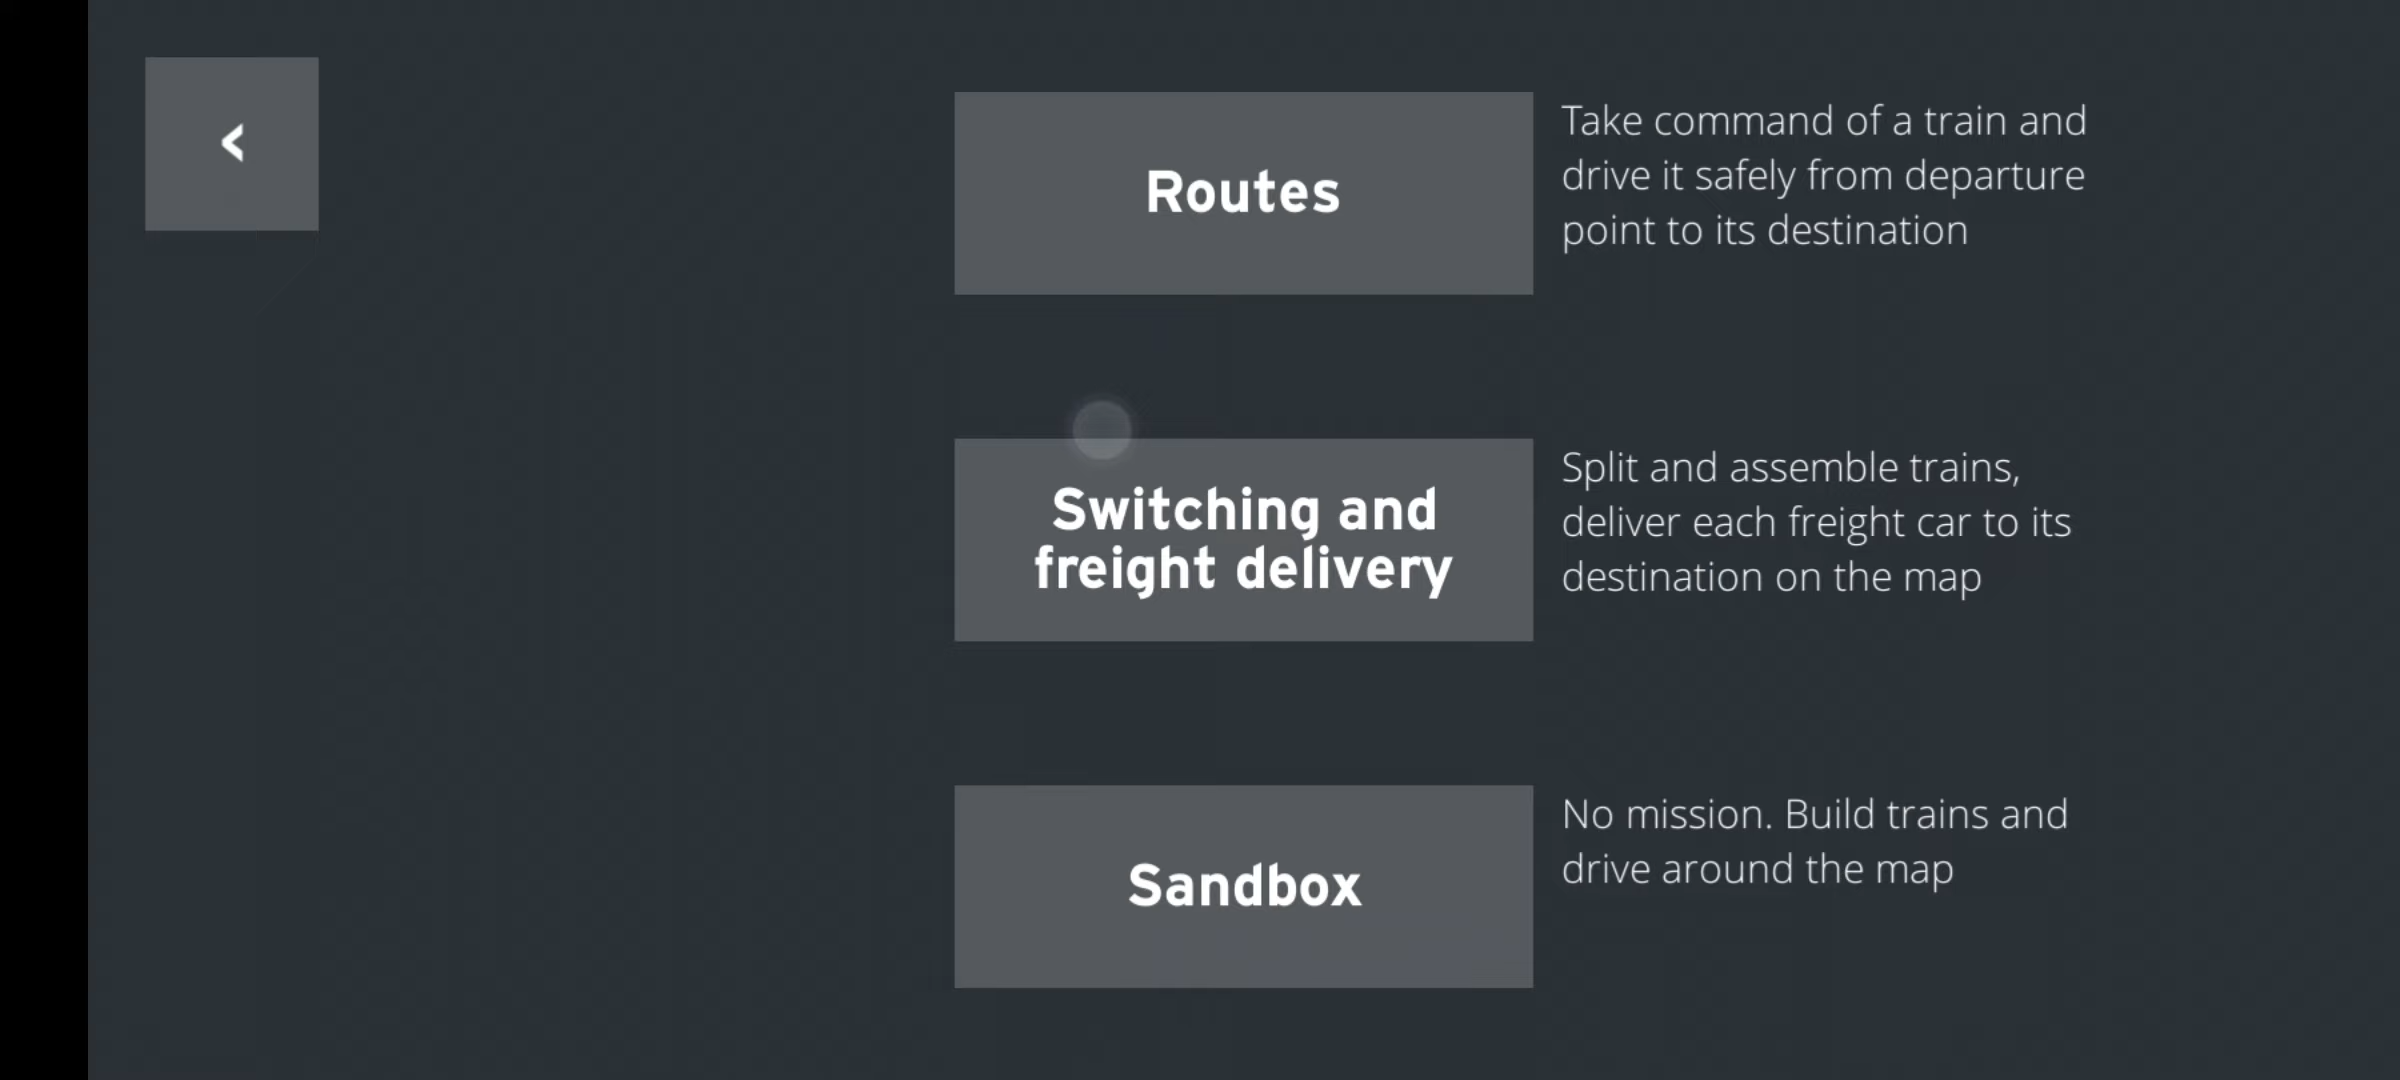 Routes
Take command of a train and
drive it safely from departure
point to its destination
Switching and
freight delivery
Split and assemble trains,
deliver each freight car to its
destination on the map
Sandbox
No mission. Build trains and
drive around the map